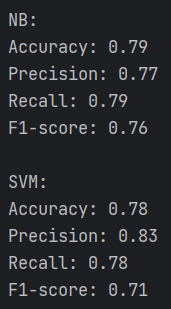 NB:
Accuracy: 0.79
Precision: 0.77
Recall: 0.79
F1-score: 0.76
SVM:
Accuracy: 0.78
Precision: 0.83
Recall: 0.78
F1-score: 0.71